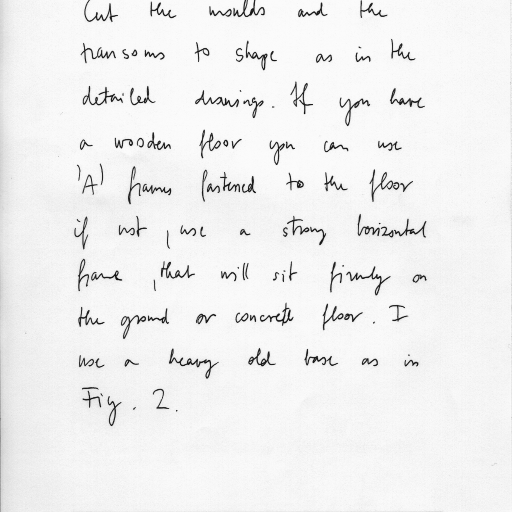 Cut the moulds and the
transoms to shape as in the
detailed drawings. If you have
a wooden floor you can use
'A' frames fastened to the floor
if not, use a strong horizontal
frame, that will sit firmly on
the ground or concrete floor. I
use a heavy old base as in
Fig. 2.